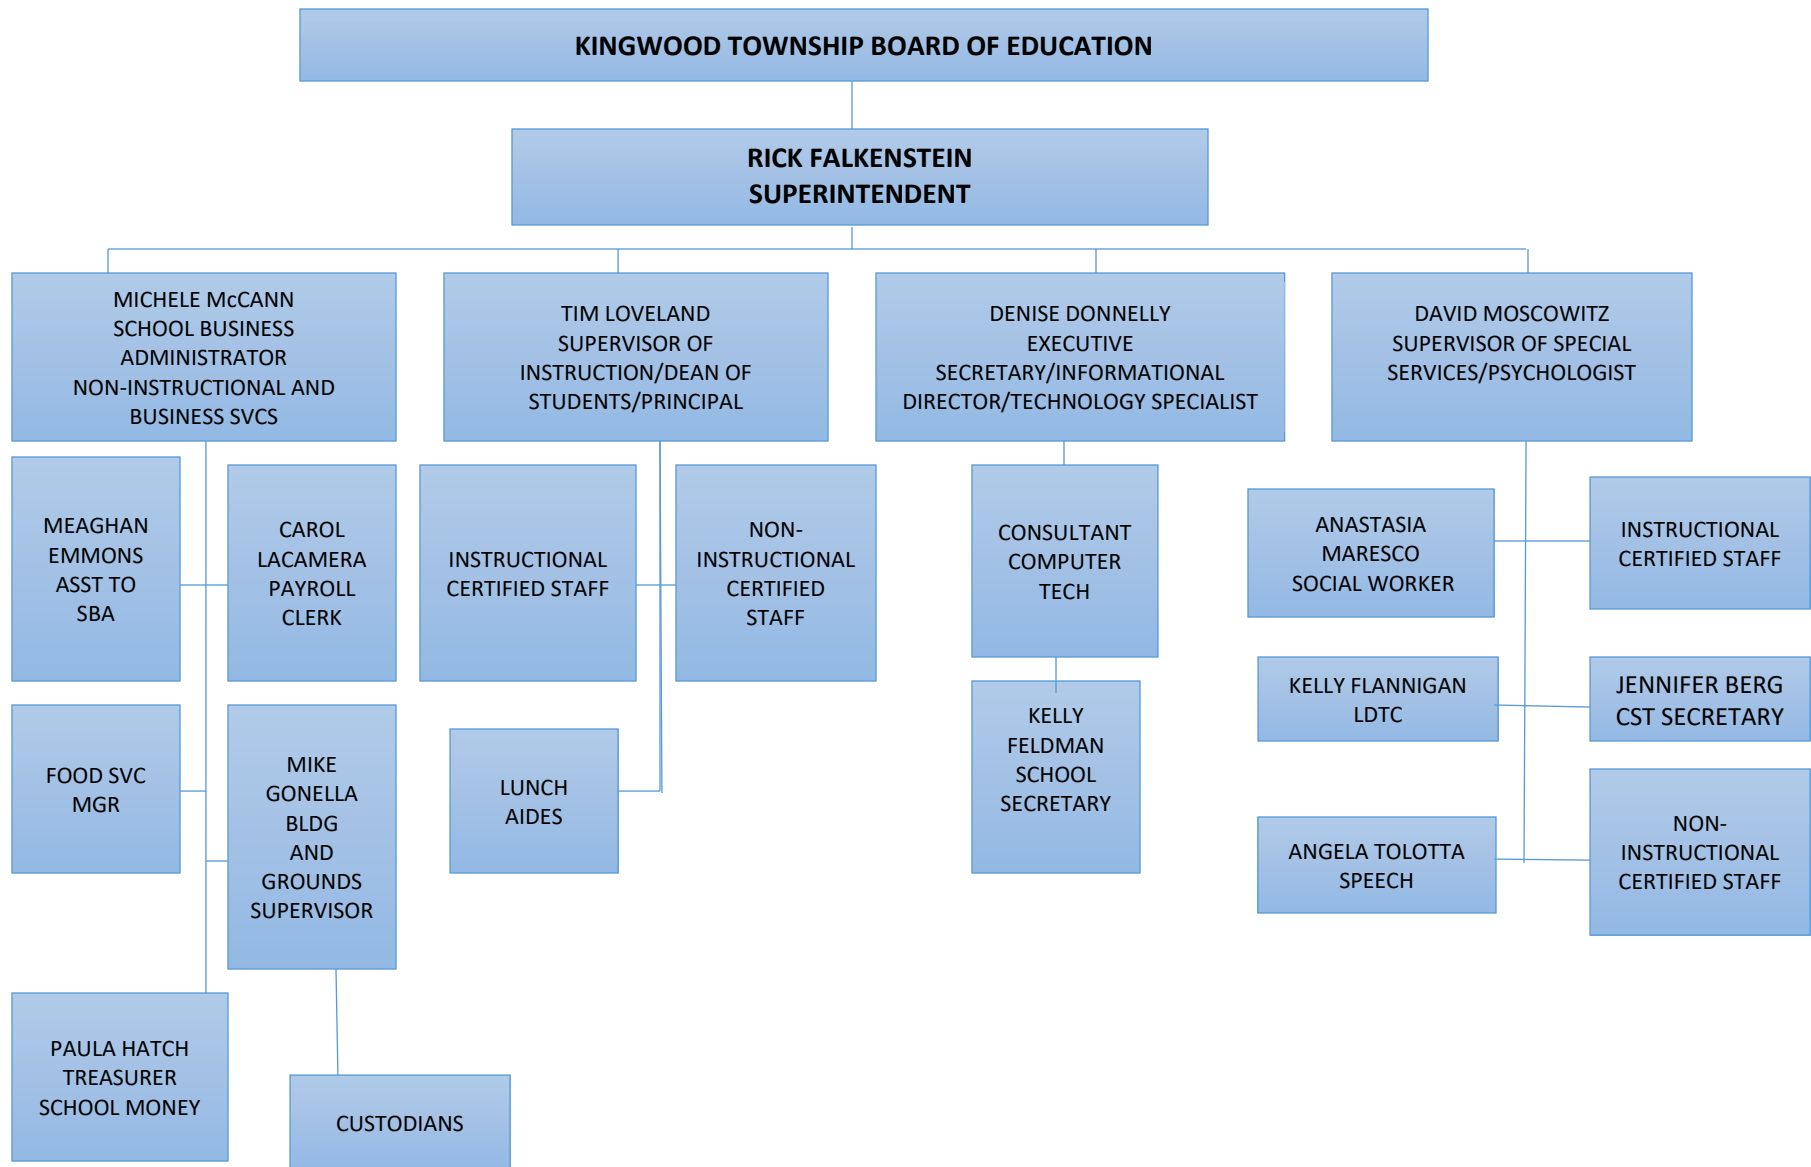 KINGWOOD TOWNSHIP BOARD OF EDUCATION
RICK FALKENSTEIN
SUPERINTENDENT
MICHELE McCANN
SCHOOL BUSINESS
ADMINISTRATOR
NON-INSTRUCTIONAL AND
BUSINESS SVCS
TIM LOVELAND
SUPERVISOR OF
INSTRUCTION/DEAN OF
STUDENTS/PRINCIPAL
DENISE DONNELLY
EXECUTIVE
SECRETARY/INFORMATIONAL
DIRECTOR/TECHNOLOGY SPECIALIST
DAVID MOSCOWITZ
SUPERVISOR OF SPECIAL
SERVICES/PSYCHOLOGIST
MEAGHAN
EMMONS
ASST TO
SBA
CAROL
LACAMERA
PAYROLL
CLERK
INSTRUCTIONAL
CERTIFIED STAFF
NON-
INSTRUCTIONAL
CERTIFIED
STAFF
CONSULTANT
COMPUTER
TECH
ANASTASIA
MARESCO
SOCIAL WORKER
INSTRUCTIONAL
CERTIFIED STAFF
KELLY FLANNIGAN
LDTC
JENNIFER BERG
CST SECRETARY
FOOD SVC
MGR
MIKE
GONELLA
BLDG
AND
GROUNDS
SUPERVISOR
LUNCH
AIDES
KELLY
FELDMAN
SCHOOL
SECRETARY
ANGELA TOLOTTA
SPEECH
NON-
INSTRUCTIONAL
CERTIFIED STAFF
PAULA HATCH
TREASURER
SCHOOL MONEY
CUSTODIANS